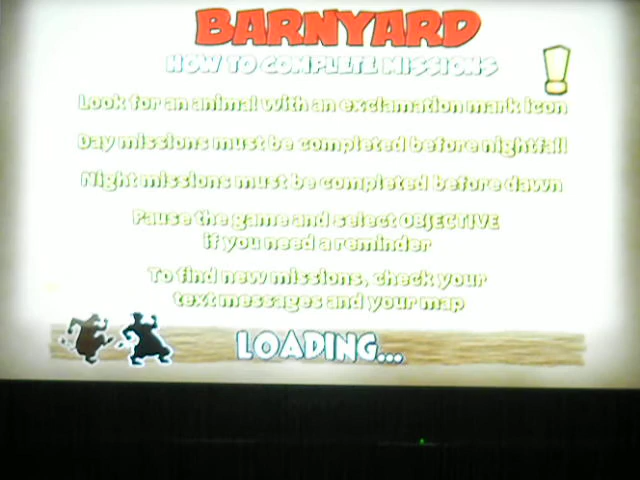 BARNYARD
HOW TO COMPLETE MISSIONS
Look for an animal with an exclamation mark icon
Day missions must be completed before nightfall
Night missions must be completed before dawn
Pause the game and select OBJECTIVE
if you need a reminder
To find new missions, check your
text messages and your map
LOADING...